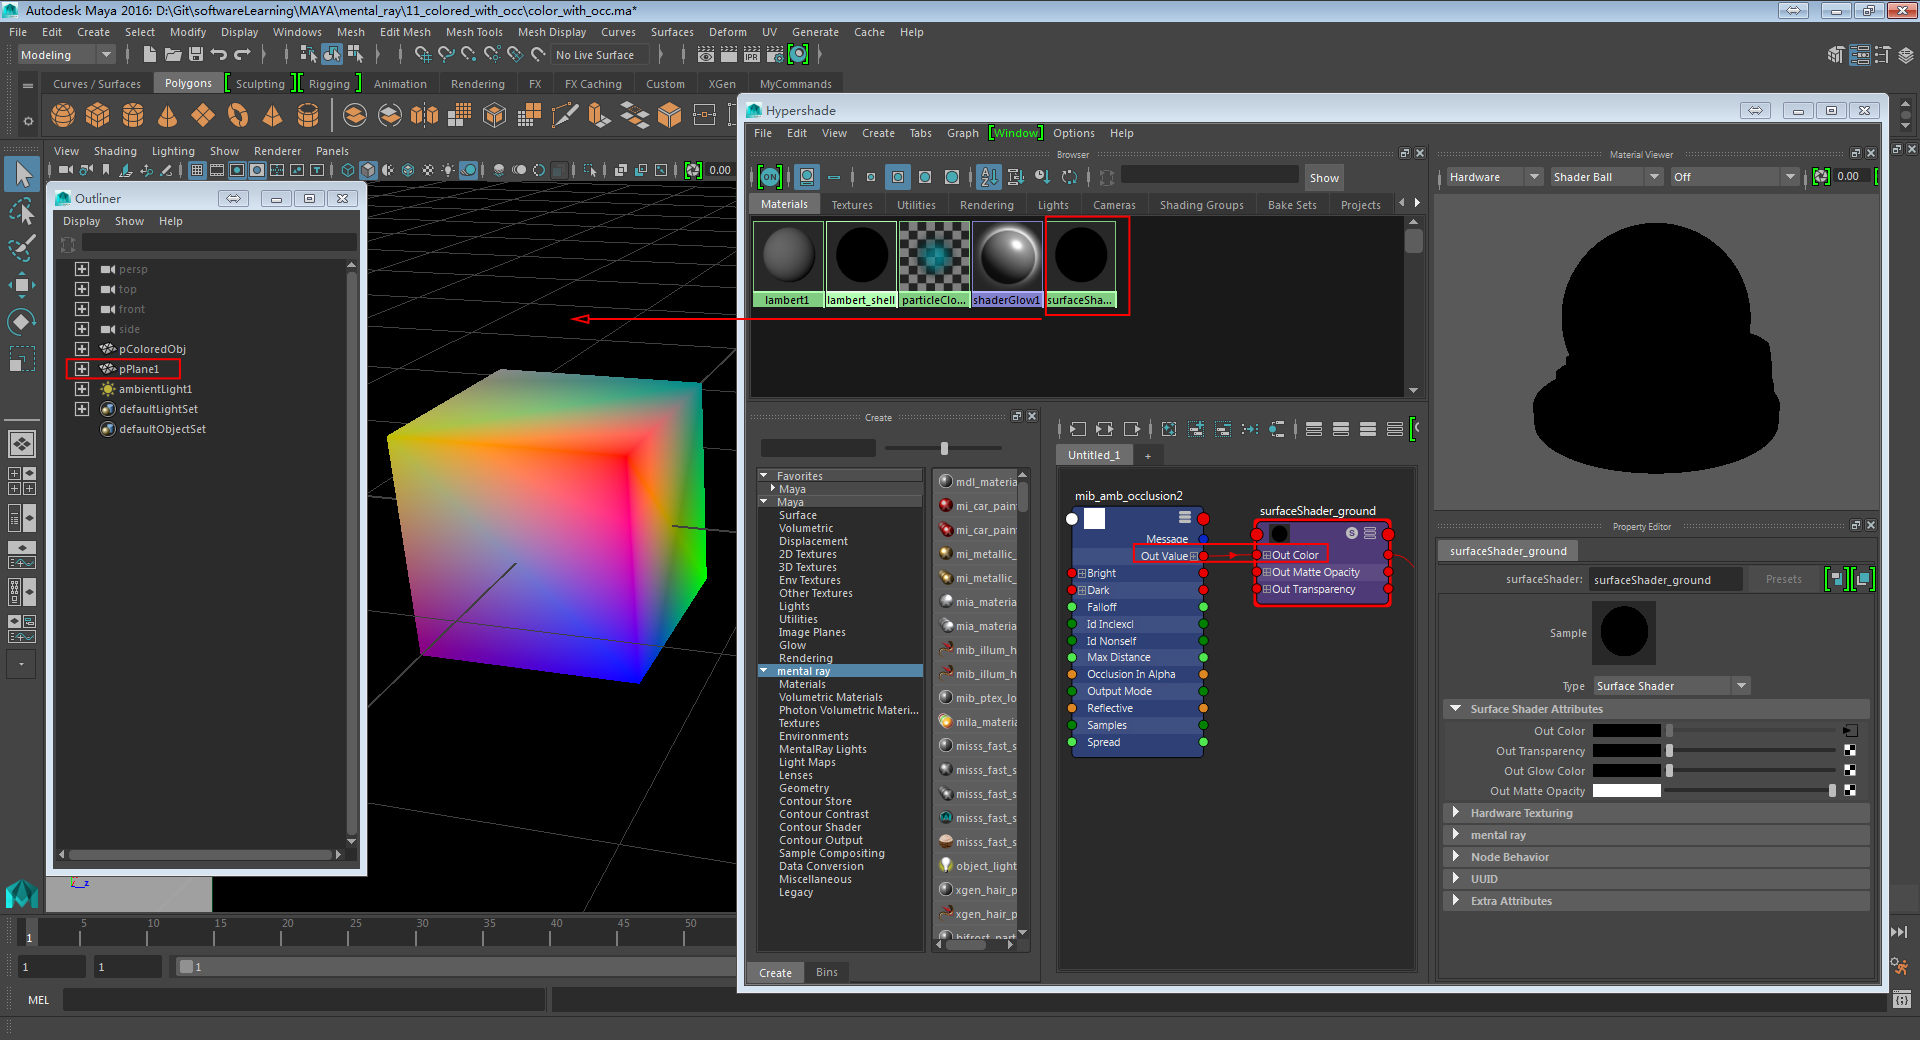 Autodesk Maya 2016: D:\Git\softwareLearning\MAYA\mental_ray\11_colored_with_occ\color_with_occ.ma*
File Edit Create Select Modify Display Windows Mesh Edit Mesh Mesh Tools Mesh Display Curves Surfaces Deform UV Generate Cache Help
Modeling No Live Surface
Curves / Surfaces Polygons Sculpting Rigging Animation Rendering FX FX Caching Custom XGen MyCommands
View Shading Lighting Show Renderer Panels
0.00
Outliner
Display Show Help
persp
top
front
side
pColoredObj
pPlane1
ambientLight1
defaultLightSet
defaultObjectSet
Hypershade
File Edit View Create Tabs Graph [Window] Options Help
Browser
ON
Show
Materials Textures Utilities Rendering Lights Cameras Shading Groups Bake Sets Projects
lambert1 lambert_shell particleClo... shaderGlow1 surfaceSha...
Create
Favorites
Maya
Maya
Surface
Volumetric
Displacement
2D Textures
3D Textures
Env Textures
Other Textures
Lights
Utilities
Image Planes
Glow
Rendering
mental ray
Materials
Volumetric Materials
Photon Volumetric Materi...
Textures
Environments
MentalRay Lights
Light Maps
Lenses
Geometry
Contour Store
Contour Contrast
Contour Shader
Contour Output
Sample Compositing
Data Conversion
Miscellaneous
Legacy
mdl_materia
mi_car_pain
mi_car_pain
mi_metallic_
mi_metallic_
mia_materia
mia_materia
mib_illum_h
mib_illum_h
mib_ptex_lo
mila_materia
misss_fast_s
misss_fast_s
misss_fast_s
misss_fast_s
misss_fast_s
object_light
xgen_hair_p
xgen_hair_p
bifrost_part
Create Bins
Untitled_1 +
mib_amb_occlusion2
Message
Out Value
Bright
Dark
Falloff
Id Inclexcl
Id Nonself
Max Distance
Occlusion In Alpha
Output Mode
Reflective
Samples
Spread
surfaceShader_ground
S
Out Color
Out Matte Opacity
Out Transparency
Material Viewer
Hardware Shader Ball Off 0.00
Property Editor
surfaceShader_ground
surfaceShader: surfaceShader_ground Presets
Sample
Type Surface Shader
Surface Shader Attributes
Out Color
Out Transparency
Out Glow Color
Out Matte Opacity
Hardware Texturing
mental ray
Node Behavior
UUID
Extra Attributes
z
1 5 10 15 20 25 30 35 40 45 50
1 1 1
MEL